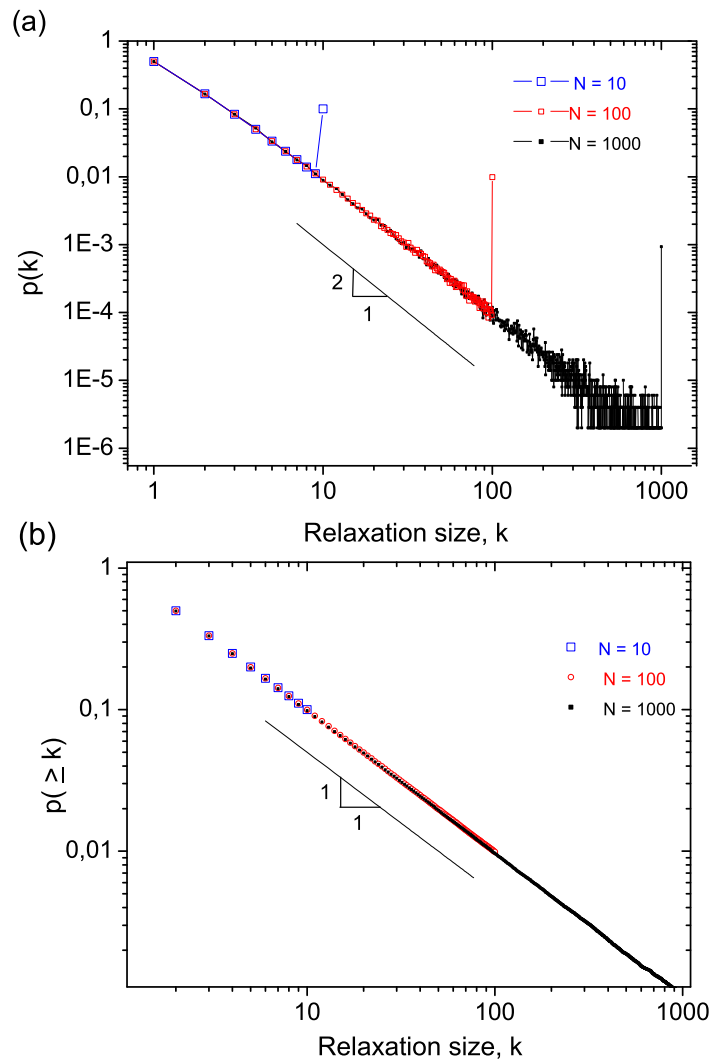 (a)
1
0,1
0,01
1E-3
1E-4
1E-5
1E-6
p(k)
N = 10
N = 100
N = 1000
2
1
1
10
100
1000
Relaxation size, k
(b)
1
0,1
0,01
p( ≥ k)
N = 10
N = 100
N = 1000
1
1
10
100
1000
Relaxation size, k